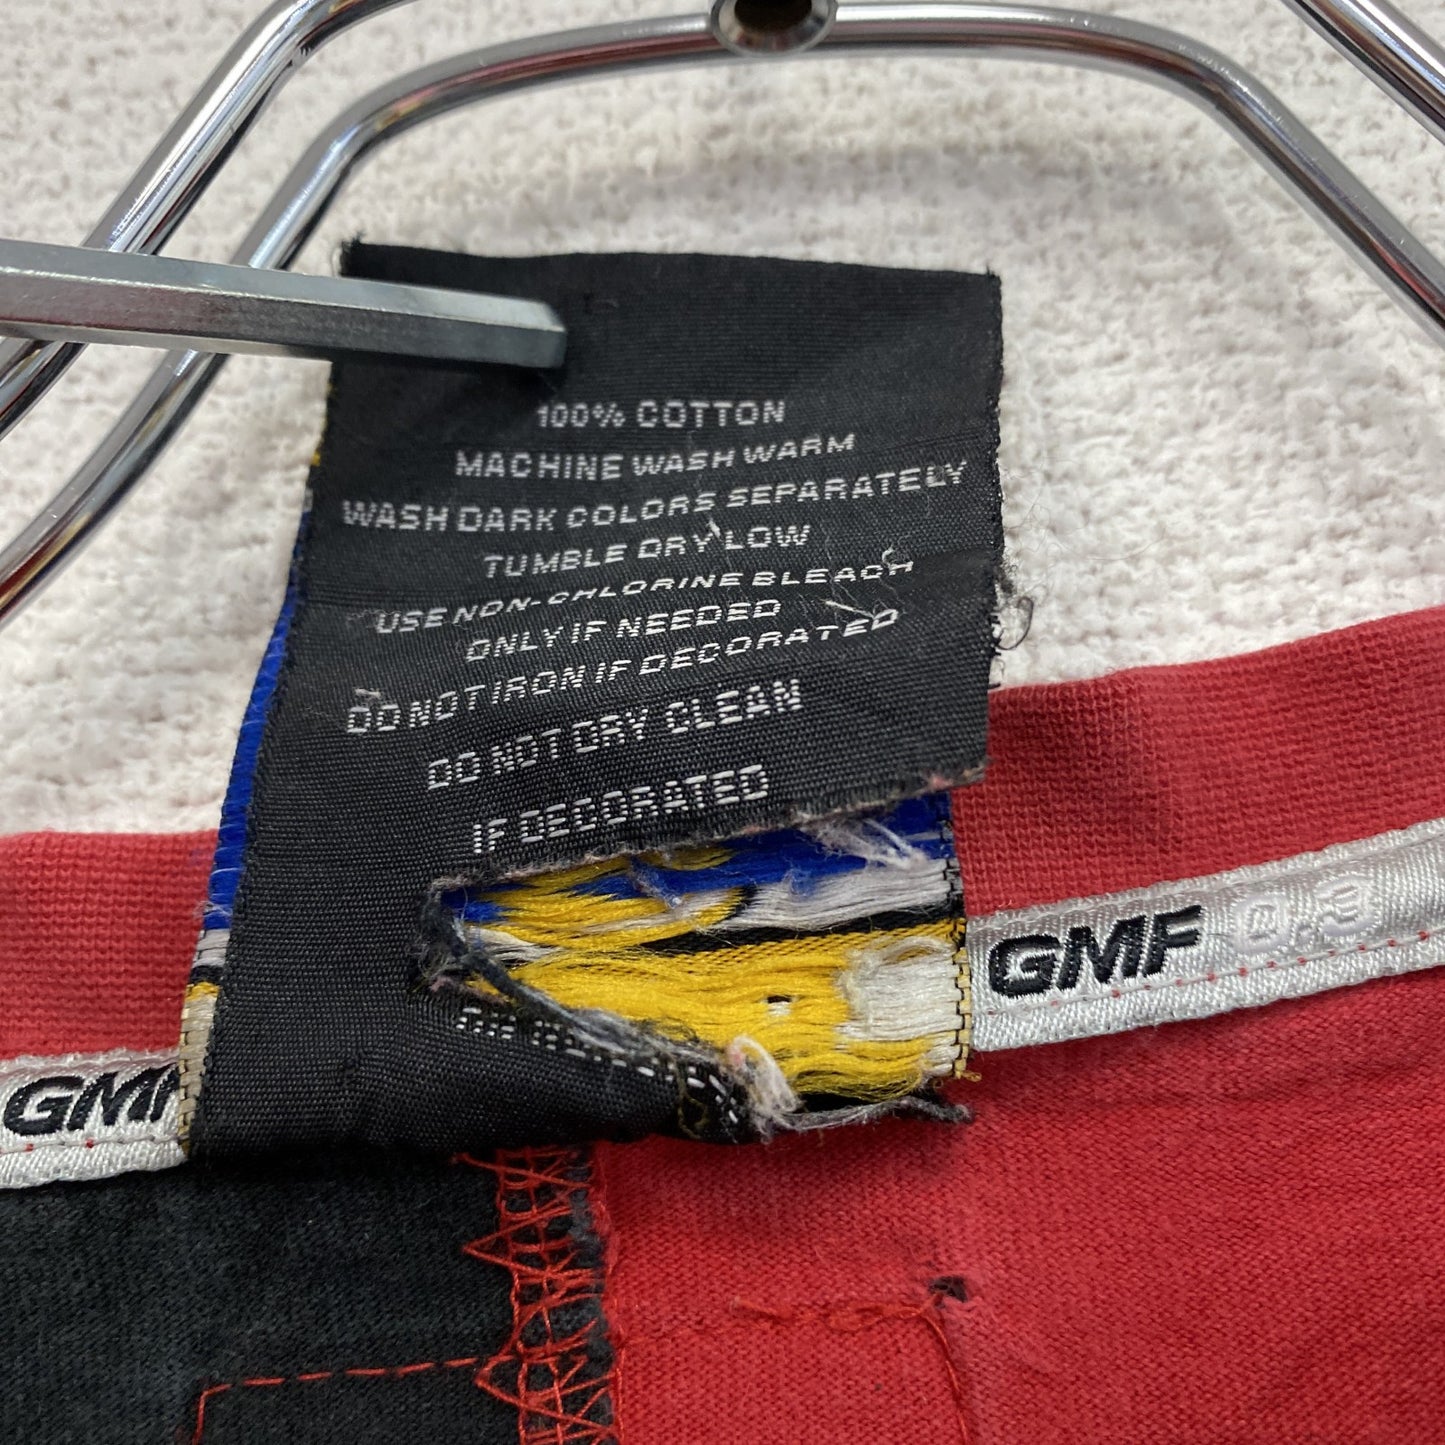 100% COTTON
MACHINE WASH WARM
WASH DARK COLORS SEPARATELY
TUMBLE DRY LOW
USE NON-CHLORINE BLEACH
ONLY IF NEEDED
DO NOT IRON IF DECORATED
DO NOT DRY CLEAN
IF DECORATED
GMF
GMF